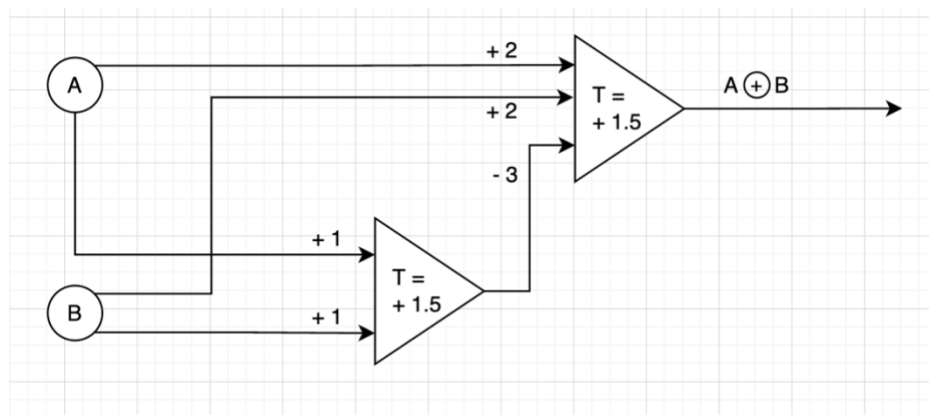 + 2
A
A ⊕ B
T =
+ 1.5
+ 2
- 3
+ 1
T =
+ 1.5
B
+ 1